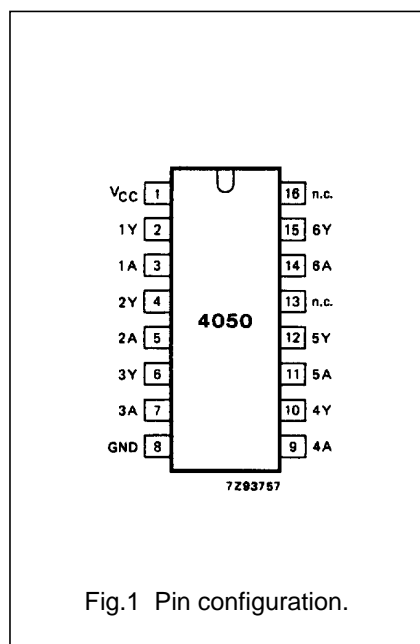 VCC 1 16 n.c.
1Y 2 15 6Y
1A 3 14 6A
2Y 4 13 n.c.
4050
2A 5 12 5Y
3Y 6 11 5A
3A 7 10 4Y
GND 8 9 4A
7Z93757
Fig.1 Pin configuration.